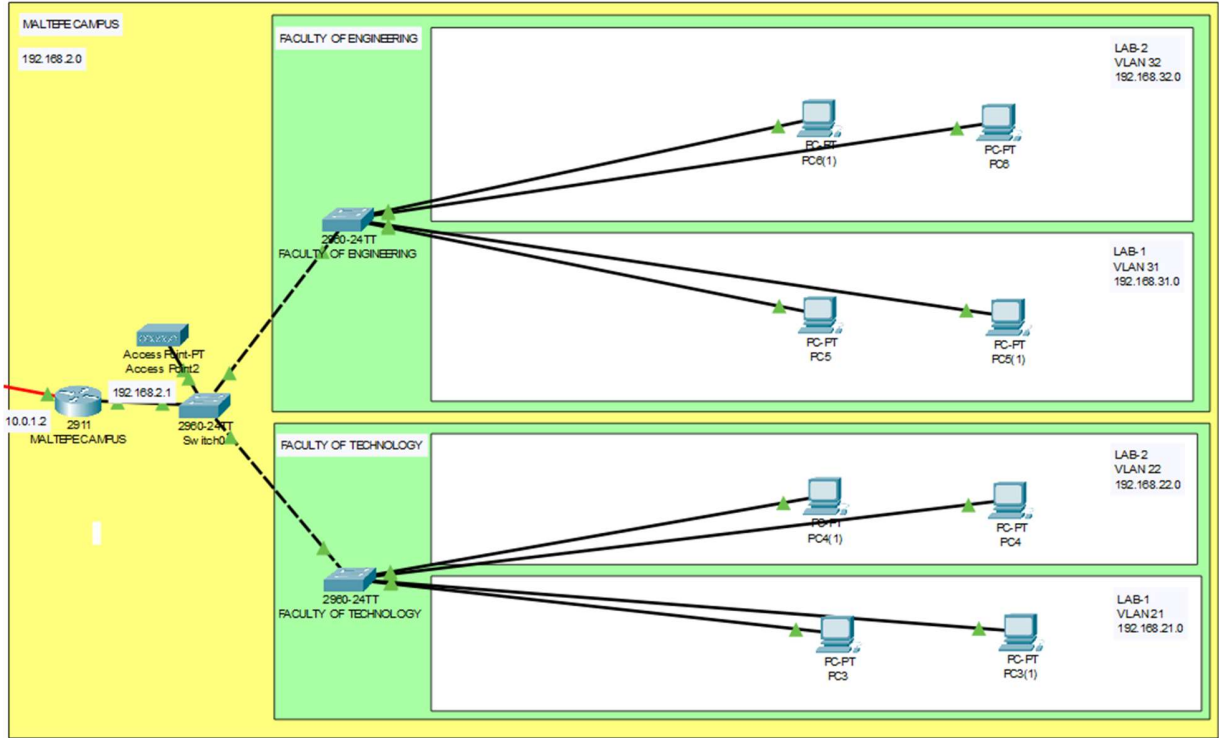 MALTEPE CAMPUS
192.168.2.0
FACULTY OF ENGINEERING
LAB-2
VLAN 32
192.168.32.0
PC-PT
PC6(1)
PC-PT
PC6
2960-24TT
FACULTY OF ENGINEERING
LAB-1
VLAN 31
192.168.31.0
PC-PT
PC5
PC-PT
PC5(1)
Access Point-PT
Access Point2
192.168.2.1
10.0.1.2
2911
MALTEPE CAMPUS
2960-24TT
Switch0
FACULTY OF TECHNOLOGY
LAB-2
VLAN 22
192.168.22.0
PC-PT
PC4(1)
PC-PT
PC4
2960-24TT
FACULTY OF TECHNOLOGY
LAB-1
VLAN 21
192.168.21.0
PC-PT
PC3
PC-PT
PC3(1)